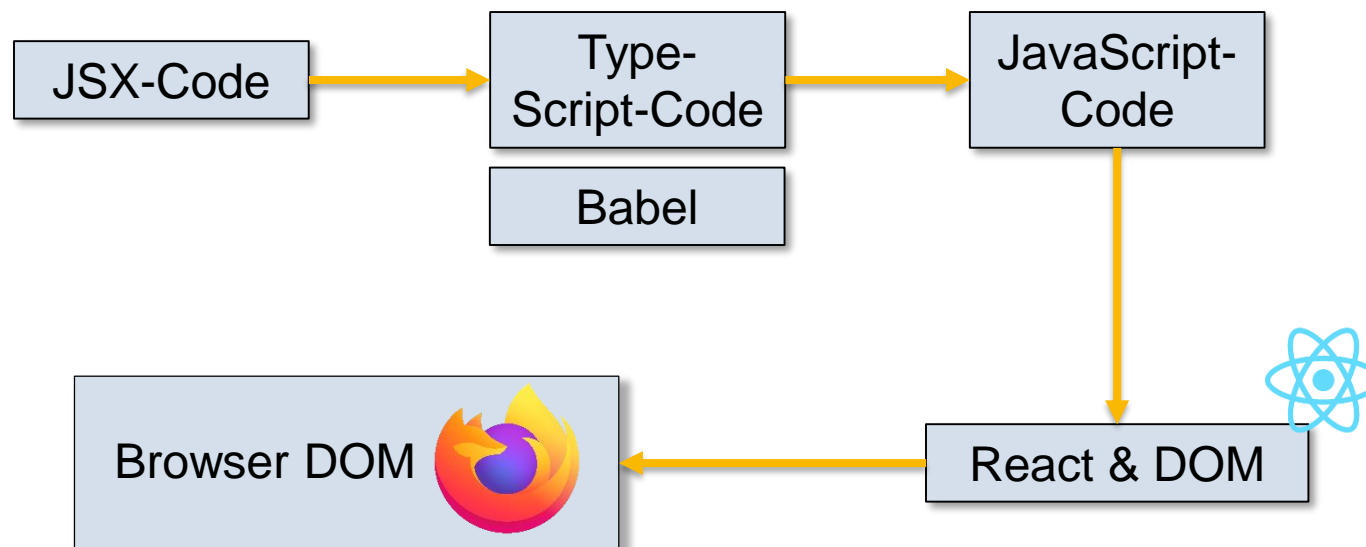 JSX-Code
Type-
Script-Code
JavaScript-
Code
Babel
Browser DOM
React & DOM